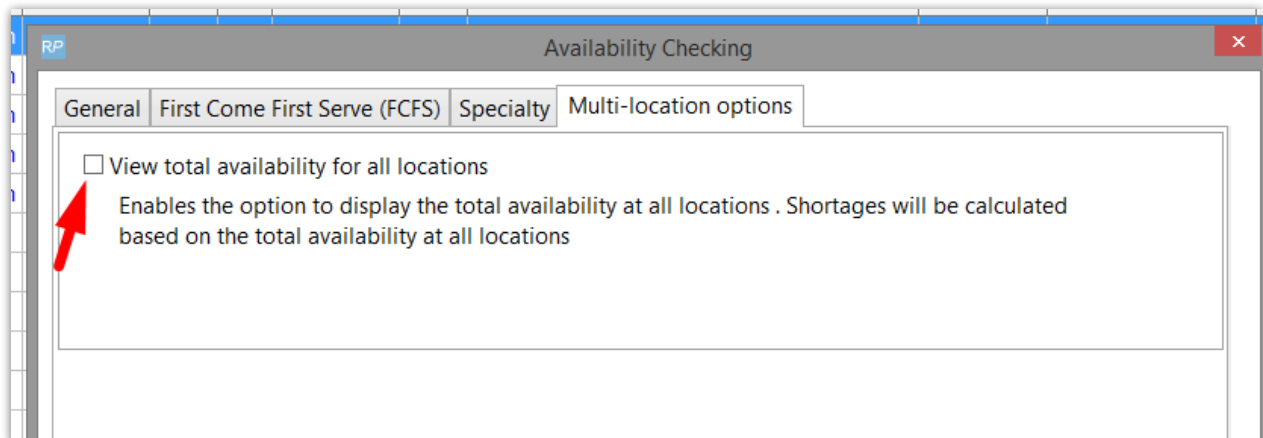 RP
Availability Checking
General First Come First Serve (FCFS) Specialty Multi-location options
View total availability for all locations
Enables the option to display the total availability at all locations . Shortages will be calculated
based on the total availability at all locations